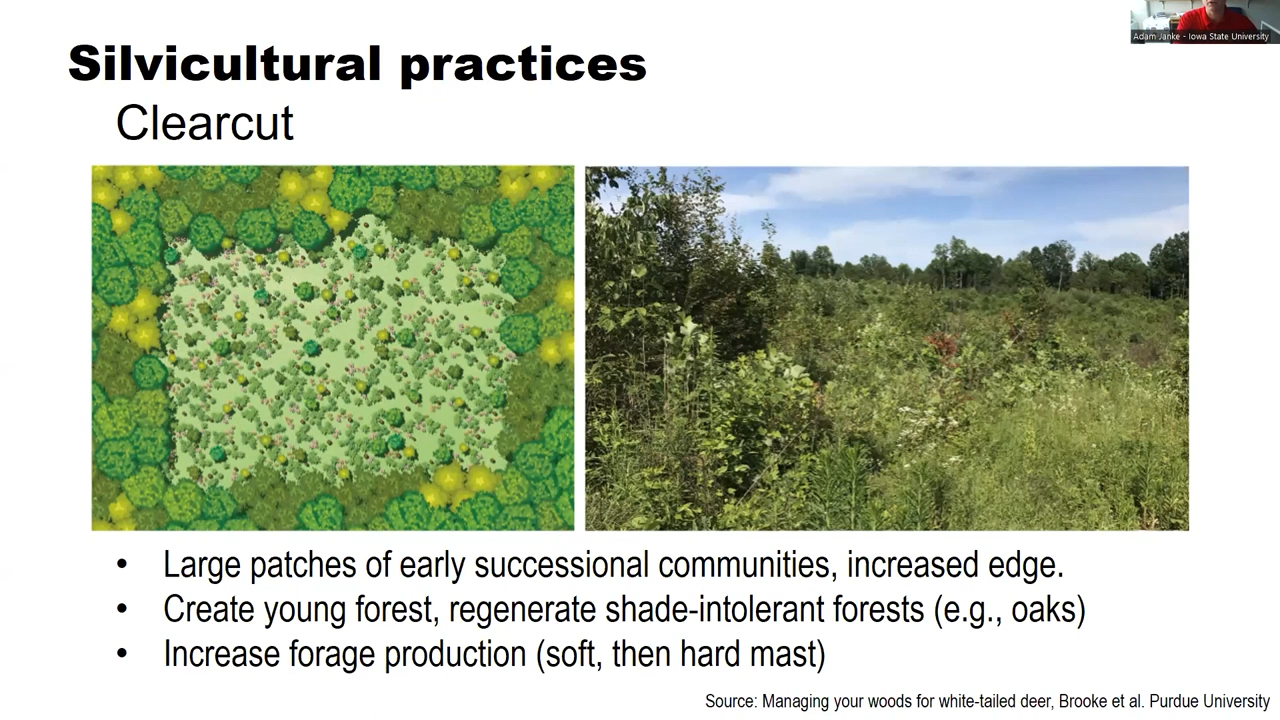 Adam Janke - Iowa State University
Silvicultural practices
Clearcut
• Large patches of early successional communities, increased edge.
• Create young forest, regenerate shade-intolerant forests (e.g., oaks)
• Increase forage production (soft, then hard mast)
Source: Managing your woods for white-tailed deer, Brooke et al. Purdue University